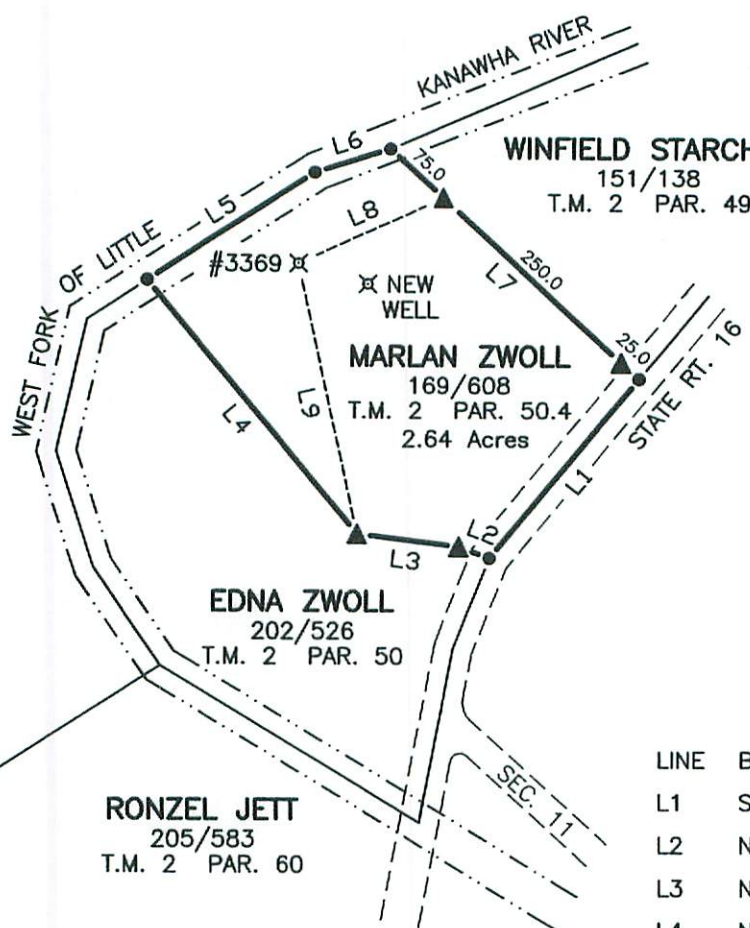 KANAWHA RIVER
L6
75.0
WINFIELD STARCH
151/138
T.M. 2 PAR. 49
L5
L8
WEST FORK OF LITTLE
#3369
NEW
WELL
L7
250.0
25.0
MARLAN ZWOLL
169/608
T.M. 2 PAR. 50.4
2.64 Acres
L9
L4
STATE RT. 16
L1
L2
L3
EDNA ZWOLL
202/526
T.M. 2 PAR. 50
SEC. 11
RONZEL JETT
205/583
T.M. 2 PAR. 60
LINE B
L1 S
L2 N
L3 N
L4 N